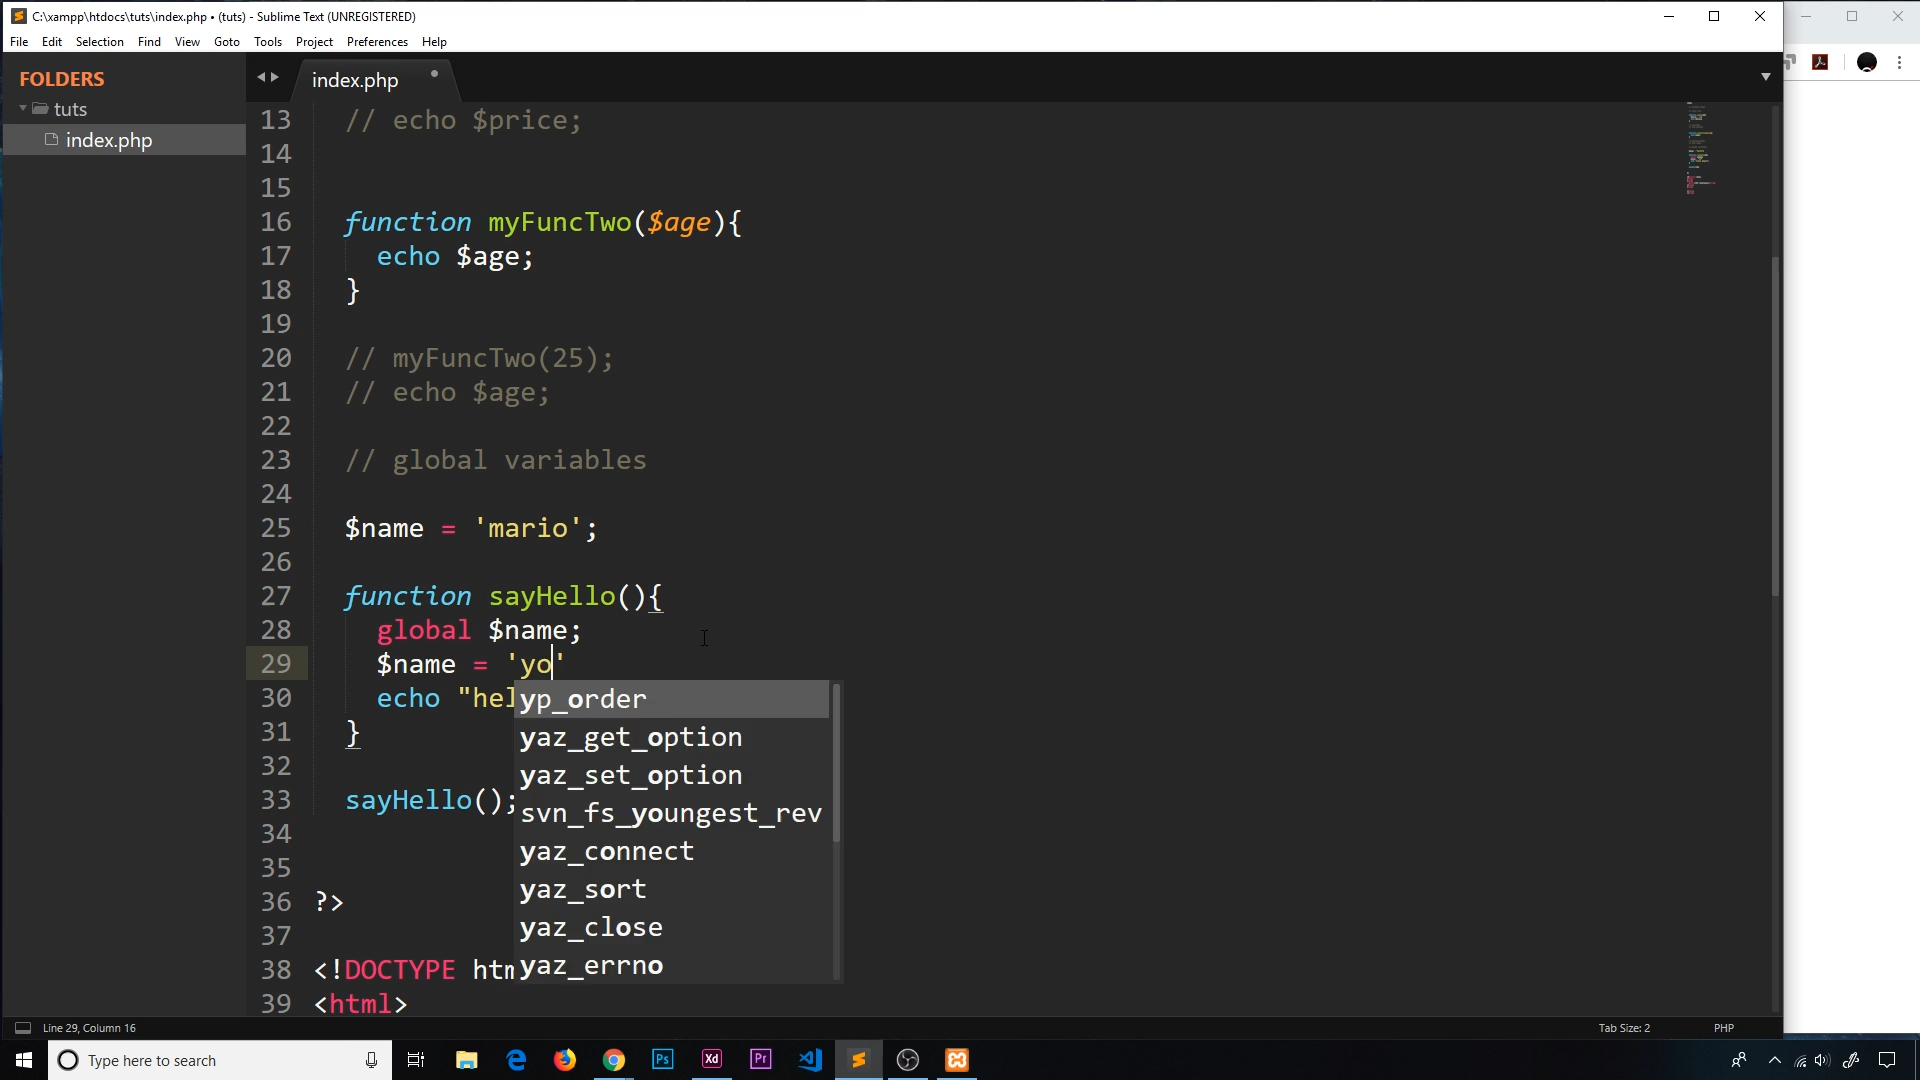 C:\xampp\htdocs\tuts\index.php • (tuts) - Sublime Text (UNREGISTERED)
File Edit Selection Find View Goto Tools Project Preferences Help
FOLDERS
tuts
index.php
index.php
13 // echo $price;
14
15
16 function myFuncTwo($age){
17 echo $age;
18 }
19
20 // myFuncTwo(25);
21 // echo $age;
22
23 // global variables
24
25 $name = 'mario';
26
27 function sayHello(){
28 global $name;
29 $name = 'yo'
30 echo "hel
31 }
32
33 sayHello();
34
35
36 ?>
37
38 <!DOCTYPE htm
39 <html>
yp_order
yaz_get_option
yaz_set_option
svn_fs_youngest_rev
yaz_connect
yaz_sort
yaz_close
yaz_errno
Line 29, Column 16
Tab Size: 2
PHP
Type here to search
Ps
Xd
Pr